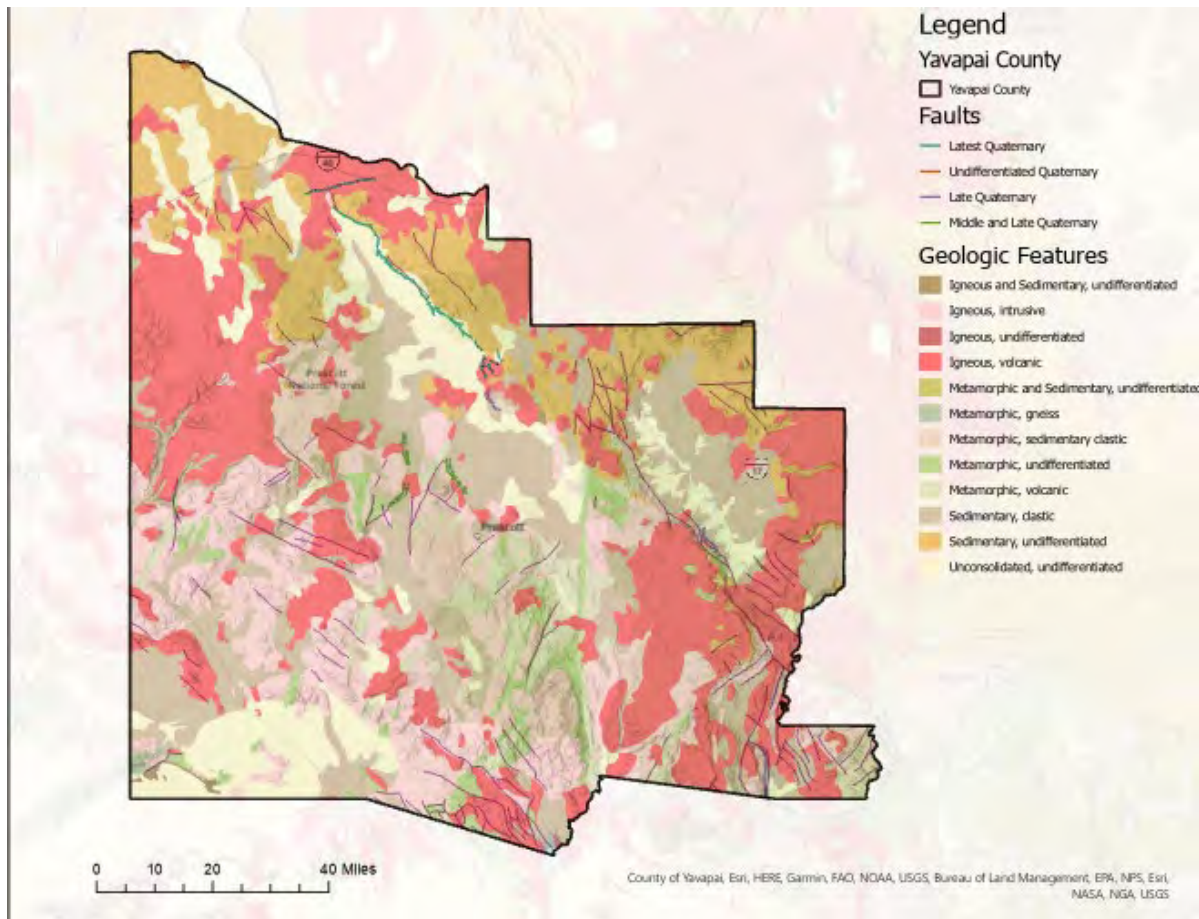 Legend
Yavapai County
Yavapai County
Faults
Latest Quaternary
Undifferentiated Quaternary
Late Quaternary
Middle and Late Quaternary
Geologic Features
Igneous and Sedimentary, undifferentiated
Igneous, intrusive
Igneous, undifferentiated
Igneous, volcanic
Metamorphic and Sedimentary, undifferentiated
Metamorphic, gneiss
Metamorphic, sedimentary clastic
Metamorphic, undifferentiated
Metamorphic, volcanic
Sedimentary, clastic
Sedimentary, undifferentiated
Unconsolidated, undifferentiated
40
Prescott
National Forest
17
Prescott
0 10 20 40 Miles
County of Yavapai, Esri, HERE, Garmin, FAO, NOAA, USGS, Bureau of Land Management, EPA, NPS, Esri,
NASA, NGA, USGS